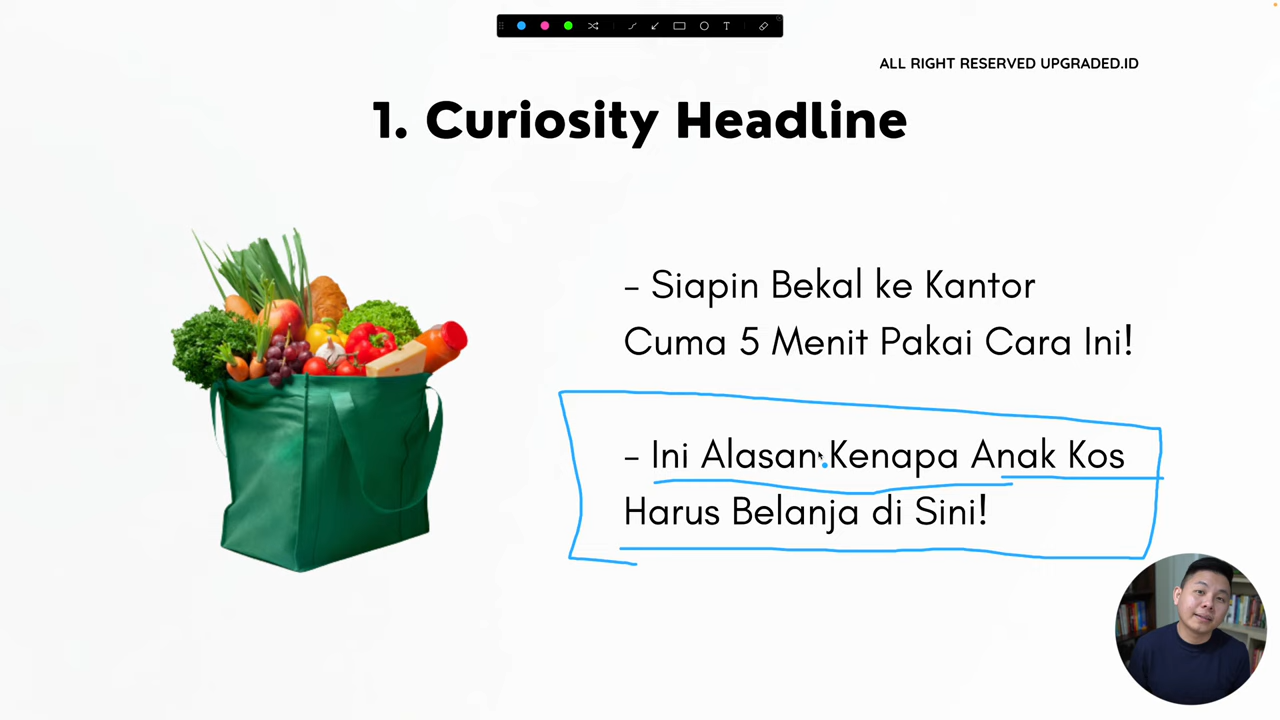 T
ALL RIGHT RESERVED UPGRADED.ID
1. Curiosity Headline
- Siapin Bekal ke Kantor
Cuma 5 Menit Pakai Cara Ini!
- Ini Alasan Kenapa Anak Kos
Harus Belanja di Sini!